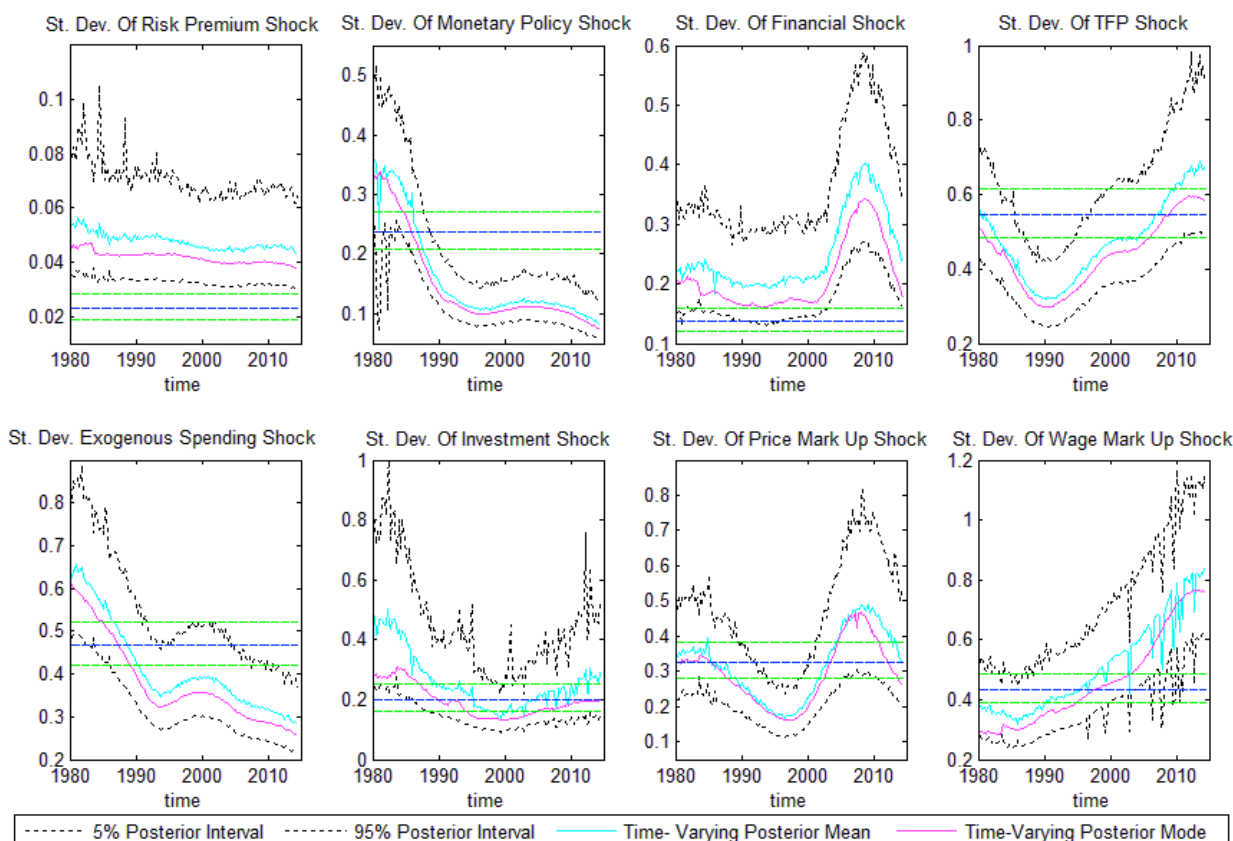 St. Dev. Of Risk Premium Shock
0.1
0.08
0.06
0.04
0.02
1980 1990 2000 2010
time
St. Dev. Of Monetary Policy Shock
0.5
0.4
0.3
0.2
0.1
1980 1990 2000 2010
time
St. Dev. Of Financial Shock
0.6
0.5
0.4
0.3
0.2
0.1
1980 1990 2000 2010
time
St. Dev. Of TFP Shock
1
0.8
0.6
0.4
0.2
1980 1990 2000 2010
time
St. Dev. Exogenous Spending Shock
0.8
0.7
0.6
0.5
0.4
0.3
0.2
1980 1990 2000 2010
time
St. Dev. Of Investment Shock
1
0.8
0.6
0.4
0.2
0
1980 1990 2000 2010
time
St. Dev. Of Price Mark Up Shock
0.8
0.7
0.6
0.5
0.4
0.3
0.2
0.1
1980 1990 2000 2010
time
St. Dev. Of Wage Mark Up Shock
1.2
1
0.8
0.6
0.4
0.2
1980 1990 2000 2010
time
5% Posterior Interval 95% Posterior Interval Time- Varying Posterior Mean Time-Varying Posterior Mode